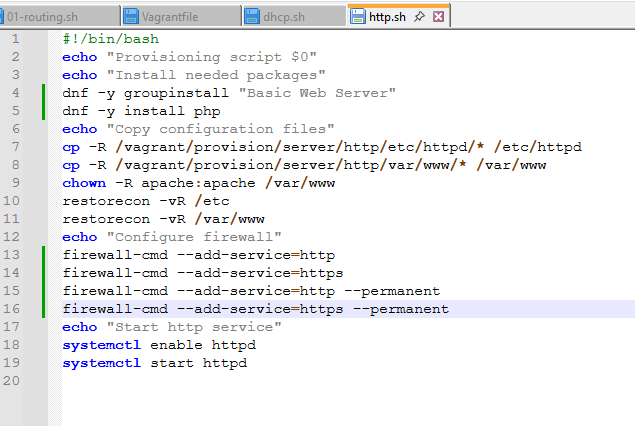 01-routing.sh Vagrantfile dhcp.sh http.sh
1 #!/bin/bash
2 echo "Provisioning script $0"
3 echo "Install needed packages"
4 dnf -y groupinstall "Basic Web Server"
5 dnf -y install php
6 echo "Copy configuration files"
7 cp -R /vagrant/provision/server/http/etc/httpd/* /etc/httpd
8 cp -R /vagrant/provision/server/http/var/www/* /var/www
9 chown -R apache:apache /var/www
10 restorecon -vR /etc
11 restorecon -vR /var/www
12 echo "Configure firewall"
13 firewall-cmd --add-service=http
14 firewall-cmd --add-service=https
15 firewall-cmd --add-service=http --permanent
16 firewall-cmd --add-service=https --permanent
17 echo "Start http service"
18 systemctl enable httpd
19 systemctl start httpd
20